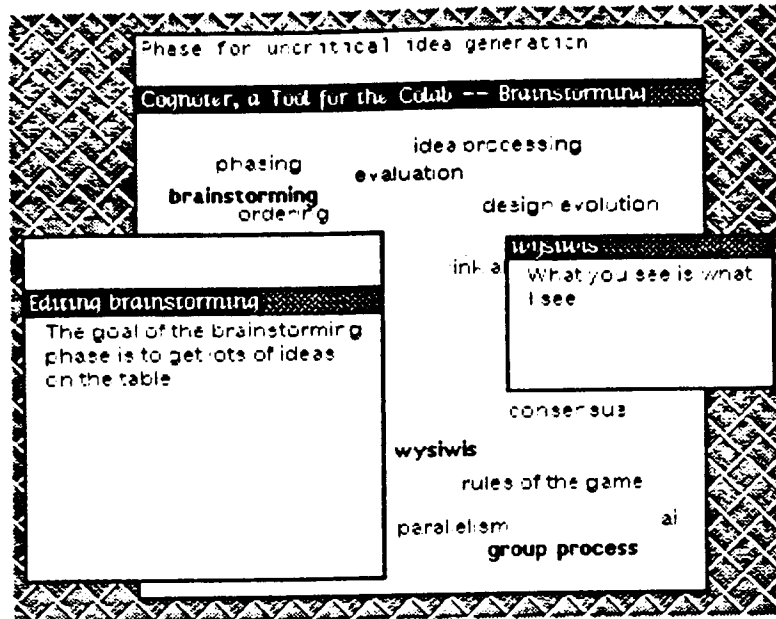 Phase for uncritical idea generation
Cognoter, a Tool for the Colab -- Brainstorming
idea processing
phasing
evaluation
brainstorming
ordering
design evolution
wysiwis
ink a
What you see is what
I see
Editing brainstorming
The goal of the brainstorming
phase is to get lots of ideas
on the table
consensus
wysiwis
rules of the game
parallelism
ai
group process